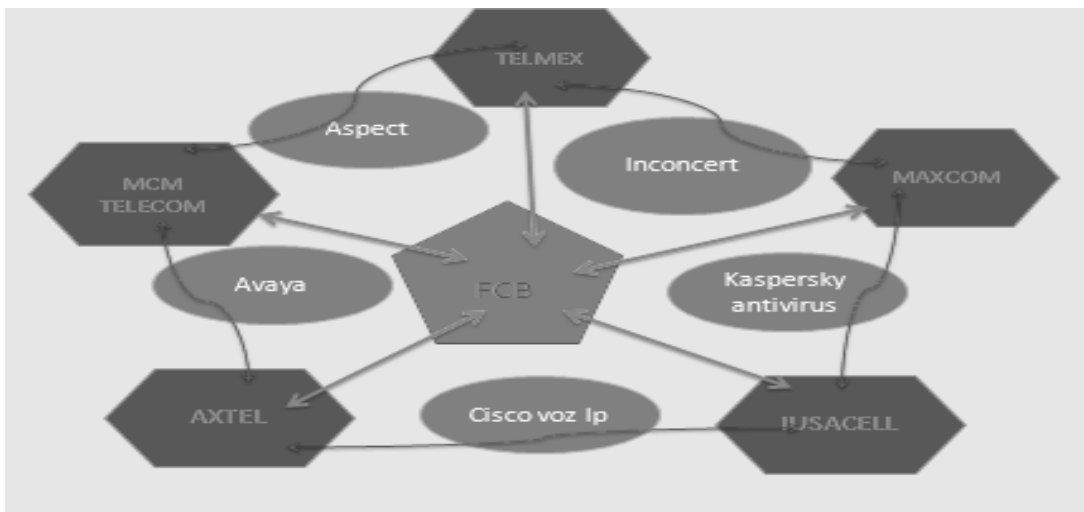 TELMEX
Aspect
Inconcert
MCM
TELECOM
MAXCOM
Avaya
FCB
Kaspersky
antivirus
AXTEL
Cisco voz Ip
IUSACELL